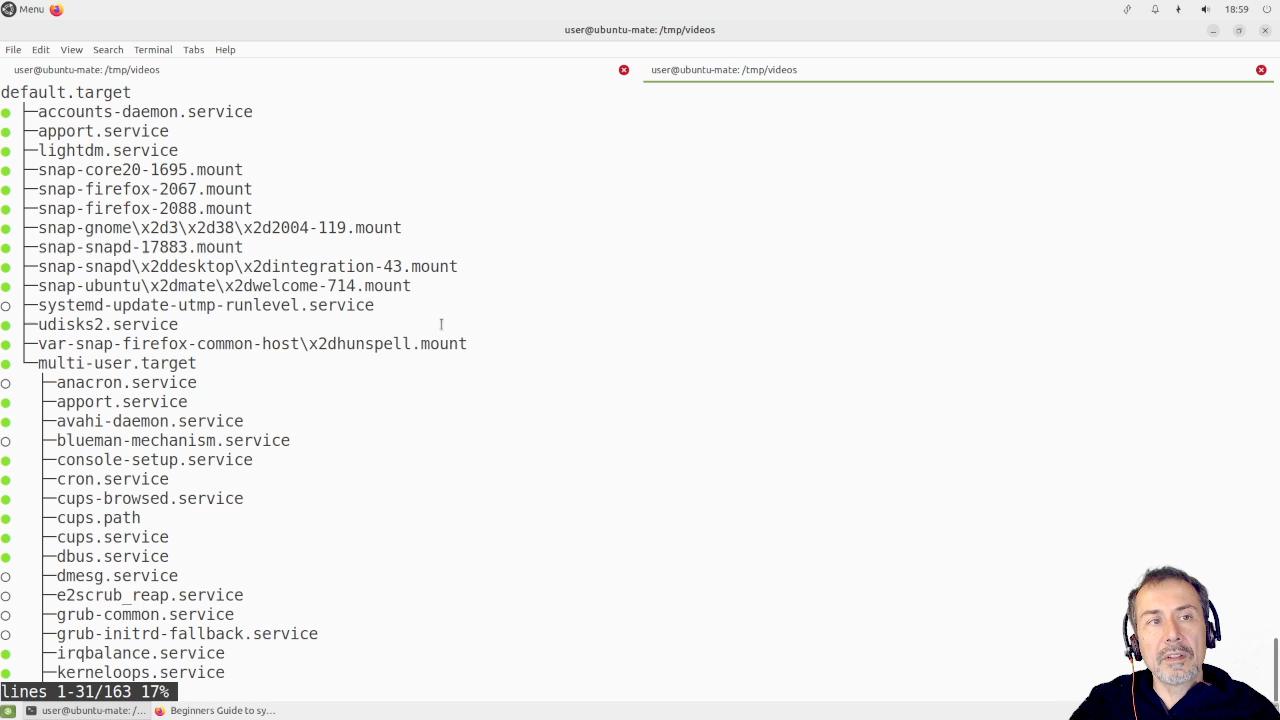 Menu
18:59
user@ubuntu-mate: /tmp/videos
File Edit View Search Terminal Tabs Help
user@ubuntu-mate: /tmp/videos
user@ubuntu-mate: /tmp/videos
default.target
● ├─accounts-daemon.service
● ├─apport.service
● ├─lightdm.service
● ├─snap-core20-1695.mount
● ├─snap-firefox-2067.mount
● ├─snap-firefox-2088.mount
● ├─snap-gnome\x2d3\x2d38\x2d2004-119.mount
● ├─snap-snapd-17883.mount
● ├─snap-snapd\x2ddesktop\x2dintegration-43.mount
● ├─snap-ubuntu\x2dmate\x2dwelcome-714.mount
○ ├─systemd-update-utmp-runlevel.service
● ├─udisks2.service
● ├─var-snap-firefox-common-host\x2dhunspell.mount
● └─multi-user.target
○   ├─anacron.service
● ├─apport.service
● ├─avahi-daemon.service
○   ├─blueman-mechanism.service
● ├─console-setup.service
● ├─cron.service
● ├─cups-browsed.service
● ├─cups.path
● ├─cups.service
● ├─dbus.service
○   ├─dmesg.service
○   ├─e2scrub_reap.service
○   ├─grub-common.service
○   ├─grub-initrd-fallback.service
● ├─irqbalance.service
● ├─kerneloops.service
lines 1-31/163 17%
user@ubuntu-mate: /... Beginners Guide to sy...